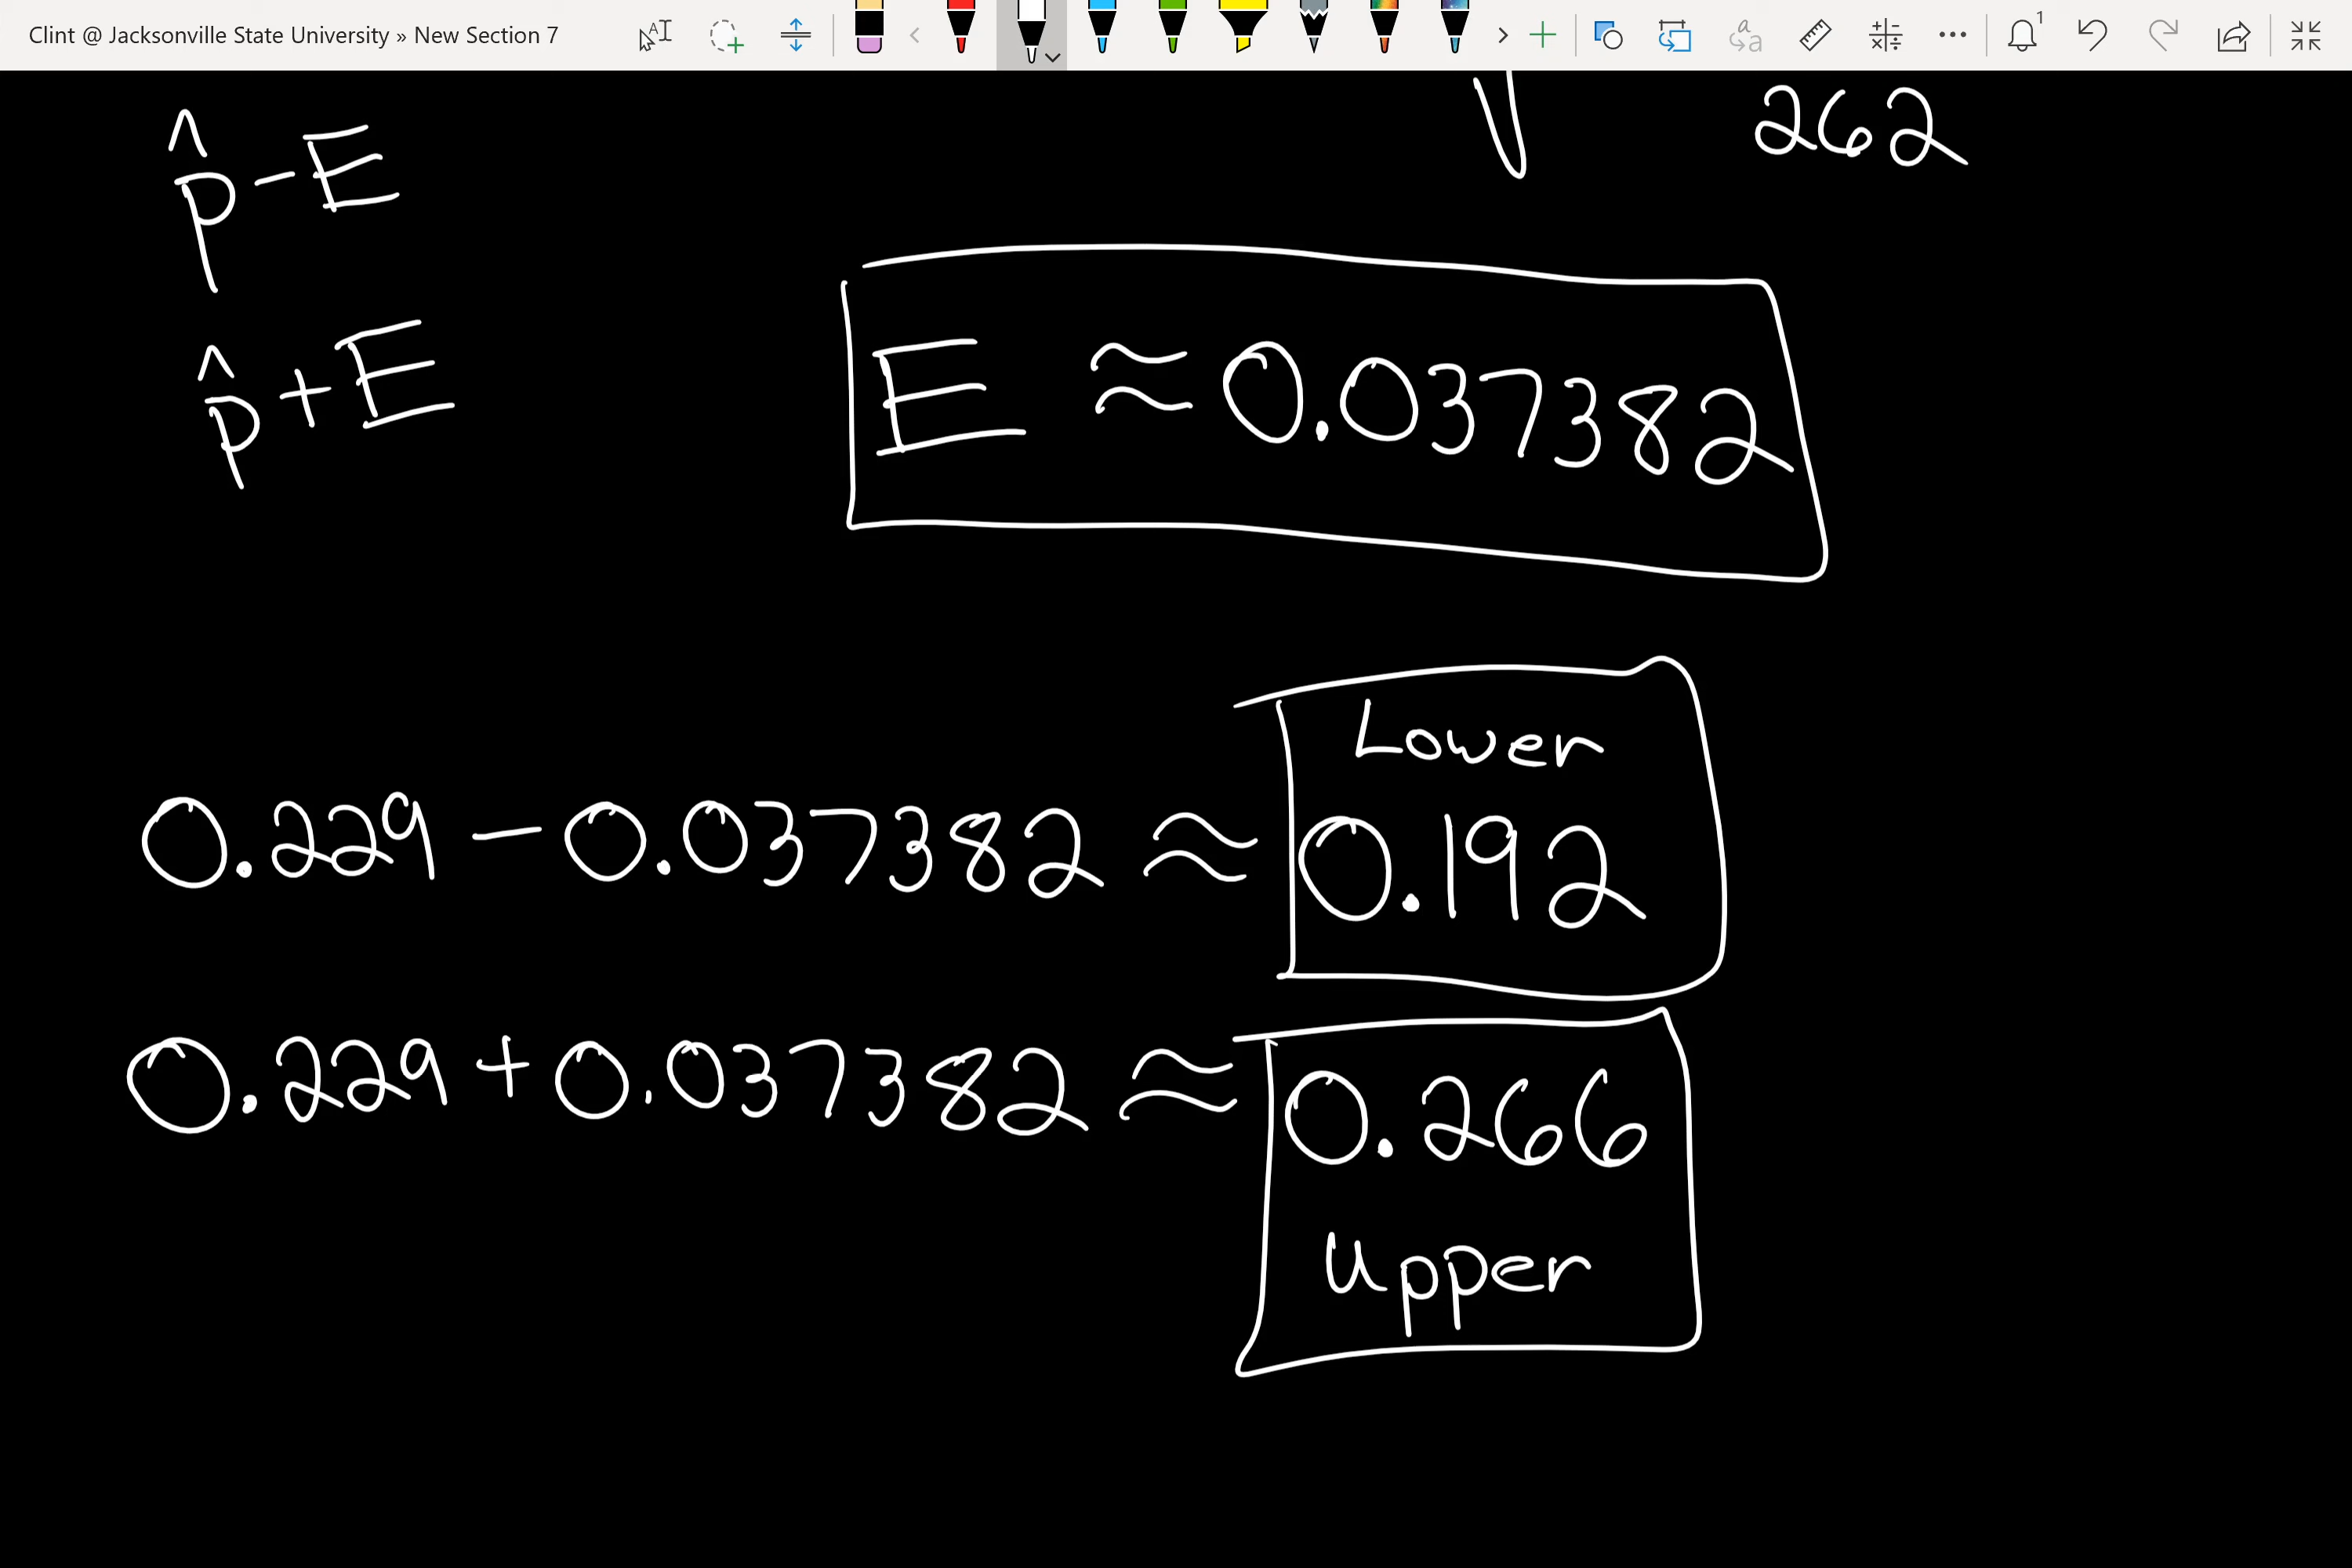 Clint @ Jacksonville State University » New Section 7
1
√ 262
p̂ - E
p̂ + E
E ≈ 0.037382
Lower
0.229 - 0.037382 ≈ 0.192
0.229 + 0.037382 ≈ 0.266
Upper